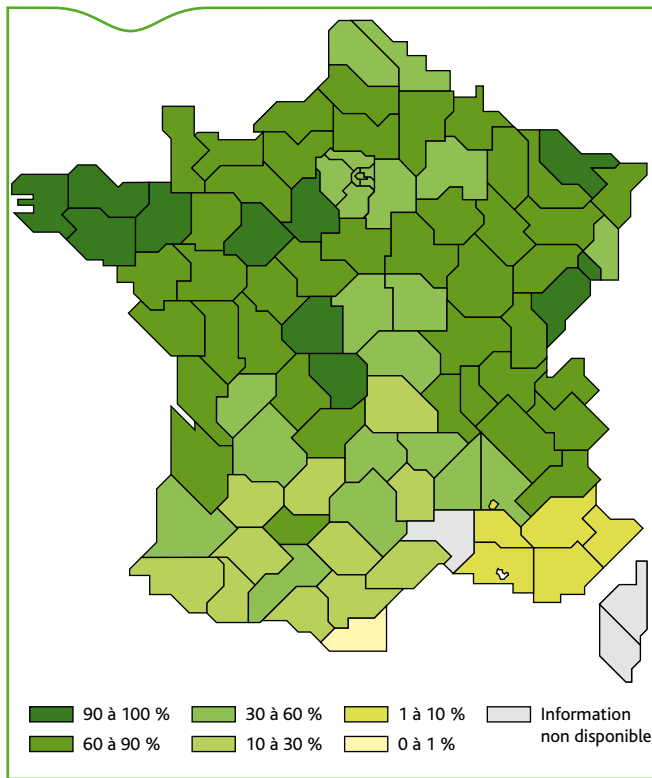 90 à 100 %
60 à 90 %
30 à 60 %
10 à 30 %
1 à 10 %
0 à 1 %
Information
non disponible